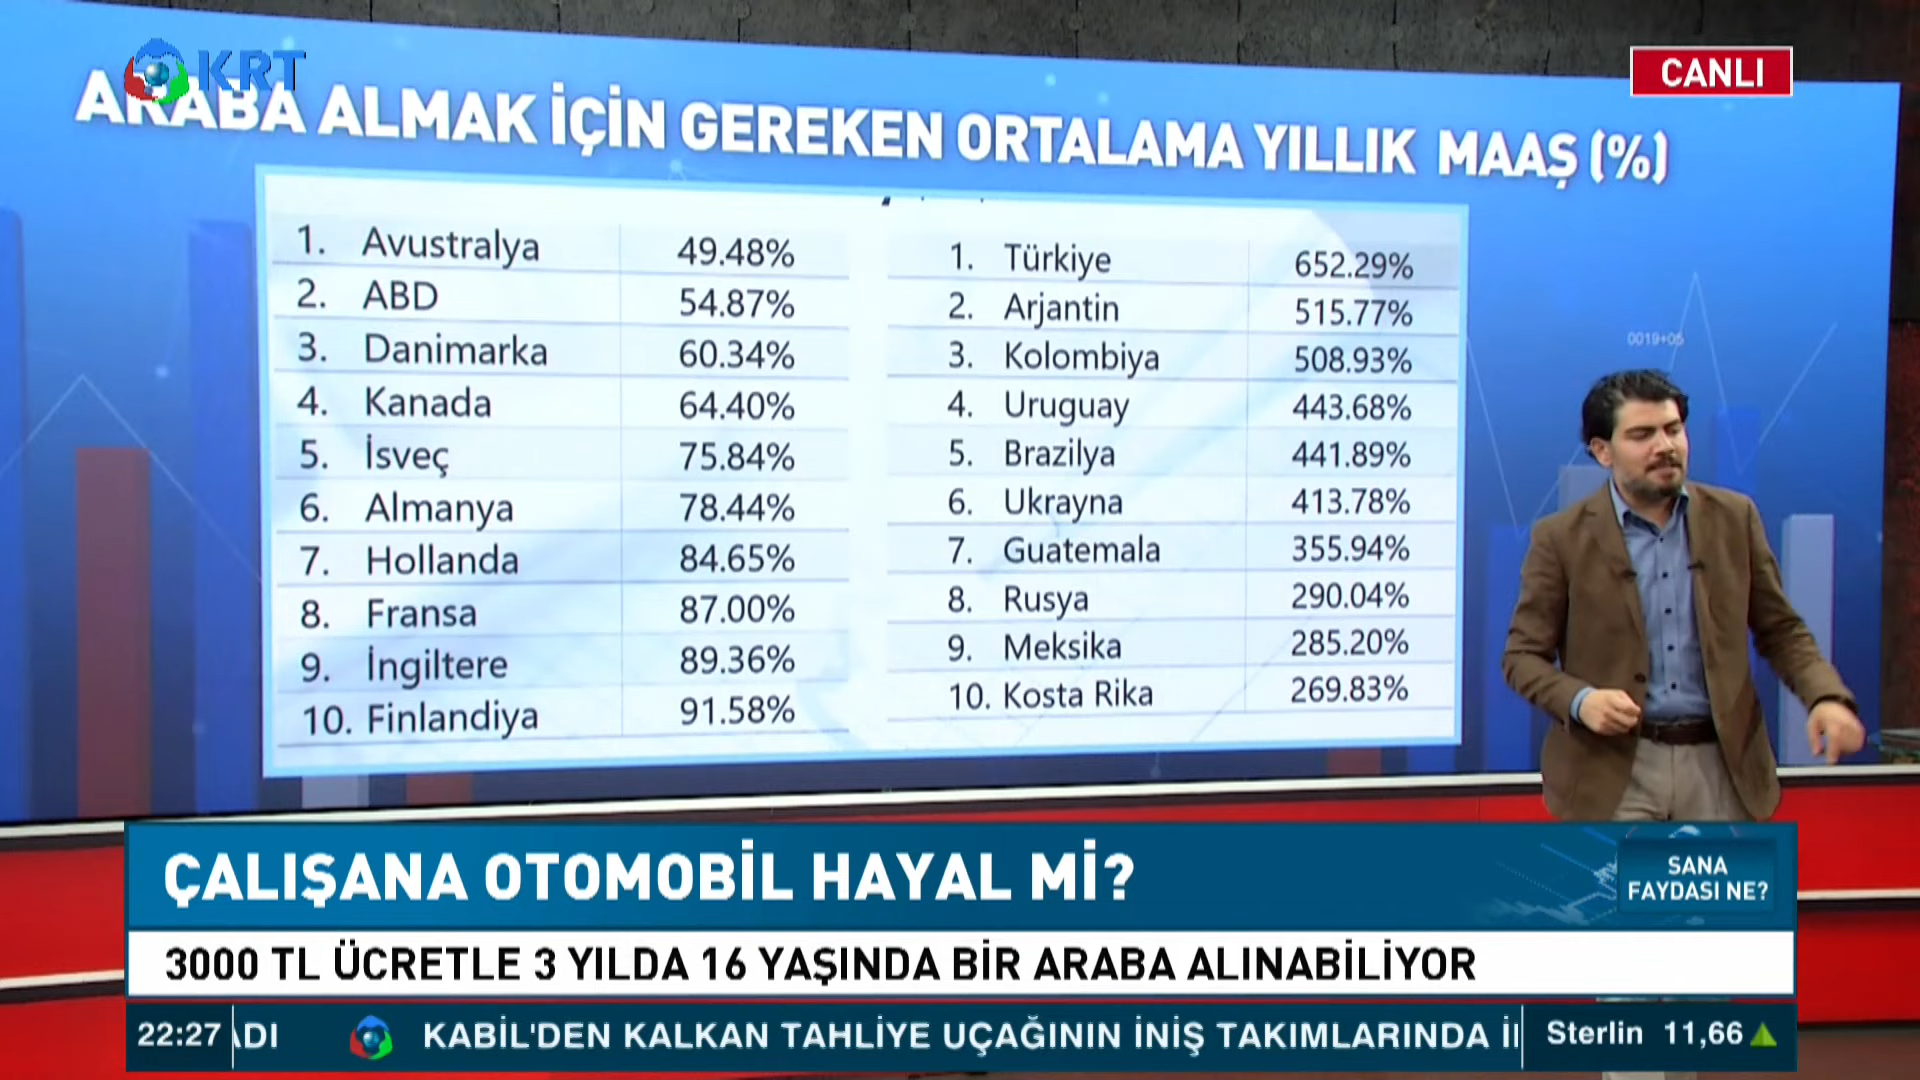 KRT
CANLI
ARABA ALMAK İÇİN GEREKEN ORTALAMA YILLIK MAAŞ (%)
1. Avustralya 49.48%
2. ABD 54.87%
3. Danimarka 60.34%
4. Kanada 64.40%
5. İsveç 75.84%
6. Almanya 78.44%
7. Hollanda 84.65%
8. Fransa 87.00%
9. İngiltere 89.36%
10. Finlandiya 91.58%
1. Türkiye 652.29%
2. Arjantin 515.77%
3. Kolombiya 508.93%
4. Uruguay 443.68%
5. Brazilya 441.89%
6. Ukrayna 413.78%
7. Guatemala 355.94%
8. Rusya 290.04%
9. Meksika 285.20%
10. Kosta Rika 269.83%
0019+05
ÇALIŞANA OTOMOBİL HAYAL Mİ?
SANA
FAYDASI NE?
3000 TL ÜCRETLE 3 YILDA 16 YAŞINDA BİR ARABA ALINABİLİYOR
22:27 ADI KABİL'DEN KALKAN TAHLİYE UÇAĞININ İNİŞ TAKIMLARINDA Sterlin 11,66